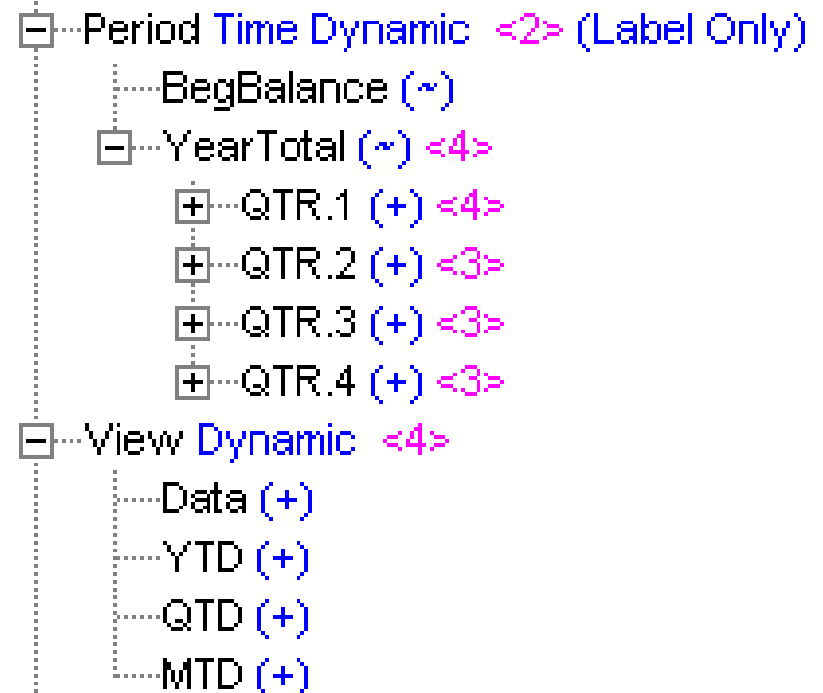 Period Time Dynamic <2> (Label Only)
BegBalance (~)
YearTotal (~) <4>
QTR.1 (+) <4>
QTR.2 (+) <3>
QTR.3 (+) <3>
QTR.4 (+) <3>
View Dynamic <4>
Data (+)
YTD (+)
QTD (+)
MTD (+)